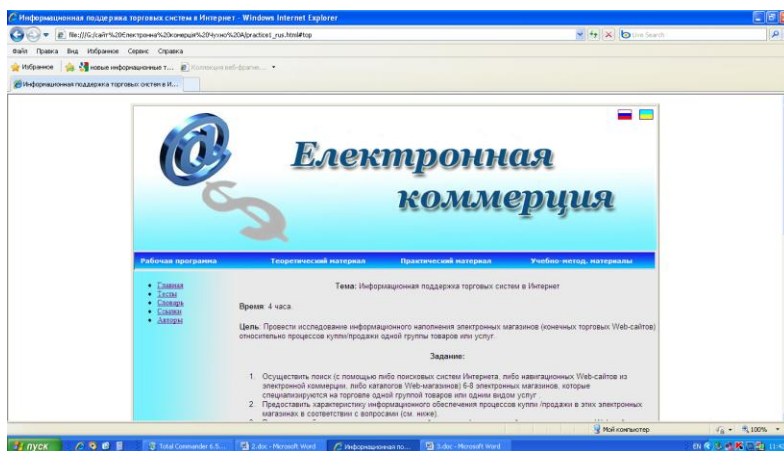 Информационная поддержка торговых систем в Интернет - Windows Internet Explorer
Live Search
Файл Правка Вид Избранное Сервис Справка
Избранное новые информационные т... Коллекция веб-фрагме...
Информационная поддержка торговых систем в И...
Електронная
коммерция
Рабочая программа Теоретический материал Практический материал Учебно-метод. материалы
Главная
Тесты
Словарь
Ссылки
Авторы
Тема: Информационная поддержка торговых систем в Интернет
Время: 4 часа.
Цель: Провести исследование информационного наполнения электронных магазинов (конечных торговых Web-сайтов)
относительно процессов купли/продажи одной группы товаров или услуг.
Задание:
1. Осуществить поиск (с помощью либо поисковых систем Интернета, либо навигационных Web-сайтов из
электронной коммерции, либо каталогов Web-магазинов) 6-8 электронных магазинов, которые
специализируются на торговле одной группой товаров или одним видом услуг
2. Предоставить характеристику информационного обеспечения процессов купли /продажи в этих электронных
магазинах в соответствии с вопросами (см. ниже).
Мой компьютер 100%
пуск Total Commander 6.5... 2.doc - Microsoft Word Информационная по... 3.doc - Microsoft Word EN